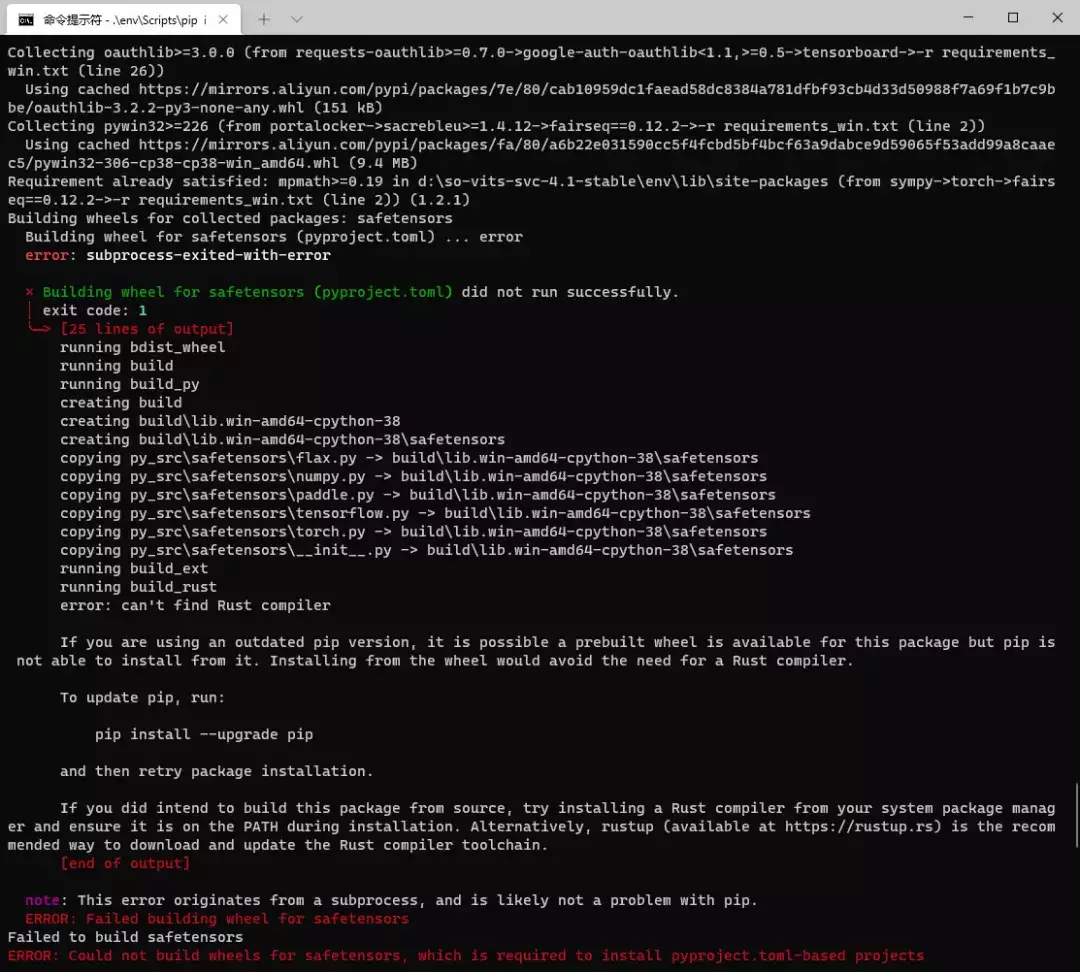 命令提示符 - .\env\Scripts\pip i
Collecting oauthlib>=3.0.0 (from requests-oauthlib>=0.7.0->google-auth-oauthlib<1.1,>=0.5->tensorboard->-r requirements_
win.txt (line 26))
  Using cached https://mirrors.aliyun.com/pypi/packages/7e/80/cab10959dc1faead58dc8384a781dfbf93cb4d33d50988f7a69f1b7c9b
be/oauthlib-3.2.2-py3-none-any.whl (151 kB)
Collecting pywin32>=226 (from portalocker->sacrebleu>=1.4.12->fairseq==0.12.2->-r requirements_win.txt (line 2))
  Using cached https://mirrors.aliyun.com/pypi/packages/fa/80/a6b22e031590cc5f4fcbd5bf4bcf63a9dabce9d59065f53add99a8caae
c5/pywin32-306-cp38-cp38-win_amd64.whl (9.4 MB)
Requirement already satisfied: mpmath>=0.19 in d:\so-vits-svc-4.1-stable\env\lib\site-packages (from sympy->torch->fairs
eq==0.12.2->-r requirements_win.txt (line 2)) (1.2.1)
Building wheels for collected packages: safetensors
  Building wheel for safetensors (pyproject.toml) ... error
  error: subprocess-exited-with-error
  × Building wheel for safetensors (pyproject.toml) did not run successfully.
  │ exit code: 1
  ╰─> [25 lines of output]
      running bdist_wheel
      running build
      running build_py
      creating build
      creating build\lib.win-amd64-cpython-38
      creating build\lib.win-amd64-cpython-38\safetensors
      copying py_src\safetensors\flax.py -> build\lib.win-amd64-cpython-38\safetensors
      copying py_src\safetensors\numpy.py -> build\lib.win-amd64-cpython-38\safetensors
      copying py_src\safetensors\paddle.py -> build\lib.win-amd64-cpython-38\safetensors
      copying py_src\safetensors\tensorflow.py -> build\lib.win-amd64-cpython-38\safetensors
      copying py_src\safetensors\torch.py -> build\lib.win-amd64-cpython-38\safetensors
      copying py_src\safetensors\__init__.py -> build\lib.win-amd64-cpython-38\safetensors
      running build_ext
      running build_rust
      error: can't find Rust compiler
      If you are using an outdated pip version, it is possible a prebuilt wheel is available for this package but pip is
 not able to install from it. Installing from the wheel would avoid the need for a Rust compiler.
      To update pip, run:
          pip install --upgrade pip
      and then retry package installation.
      If you did intend to build this package from source, try installing a Rust compiler from your system package manag
er and ensure it is on the PATH during installation. Alternatively, rustup (available at https://rustup.rs) is the recom
mended way to download and update the Rust compiler toolchain.
      [end of output]
  note: This error originates from a subprocess, and is likely not a problem with pip.
  ERROR: Failed building wheel for safetensors
Failed to build safetensors
ERROR: Could not build wheels for safetensors, which is required to install pyproject.toml-based projects